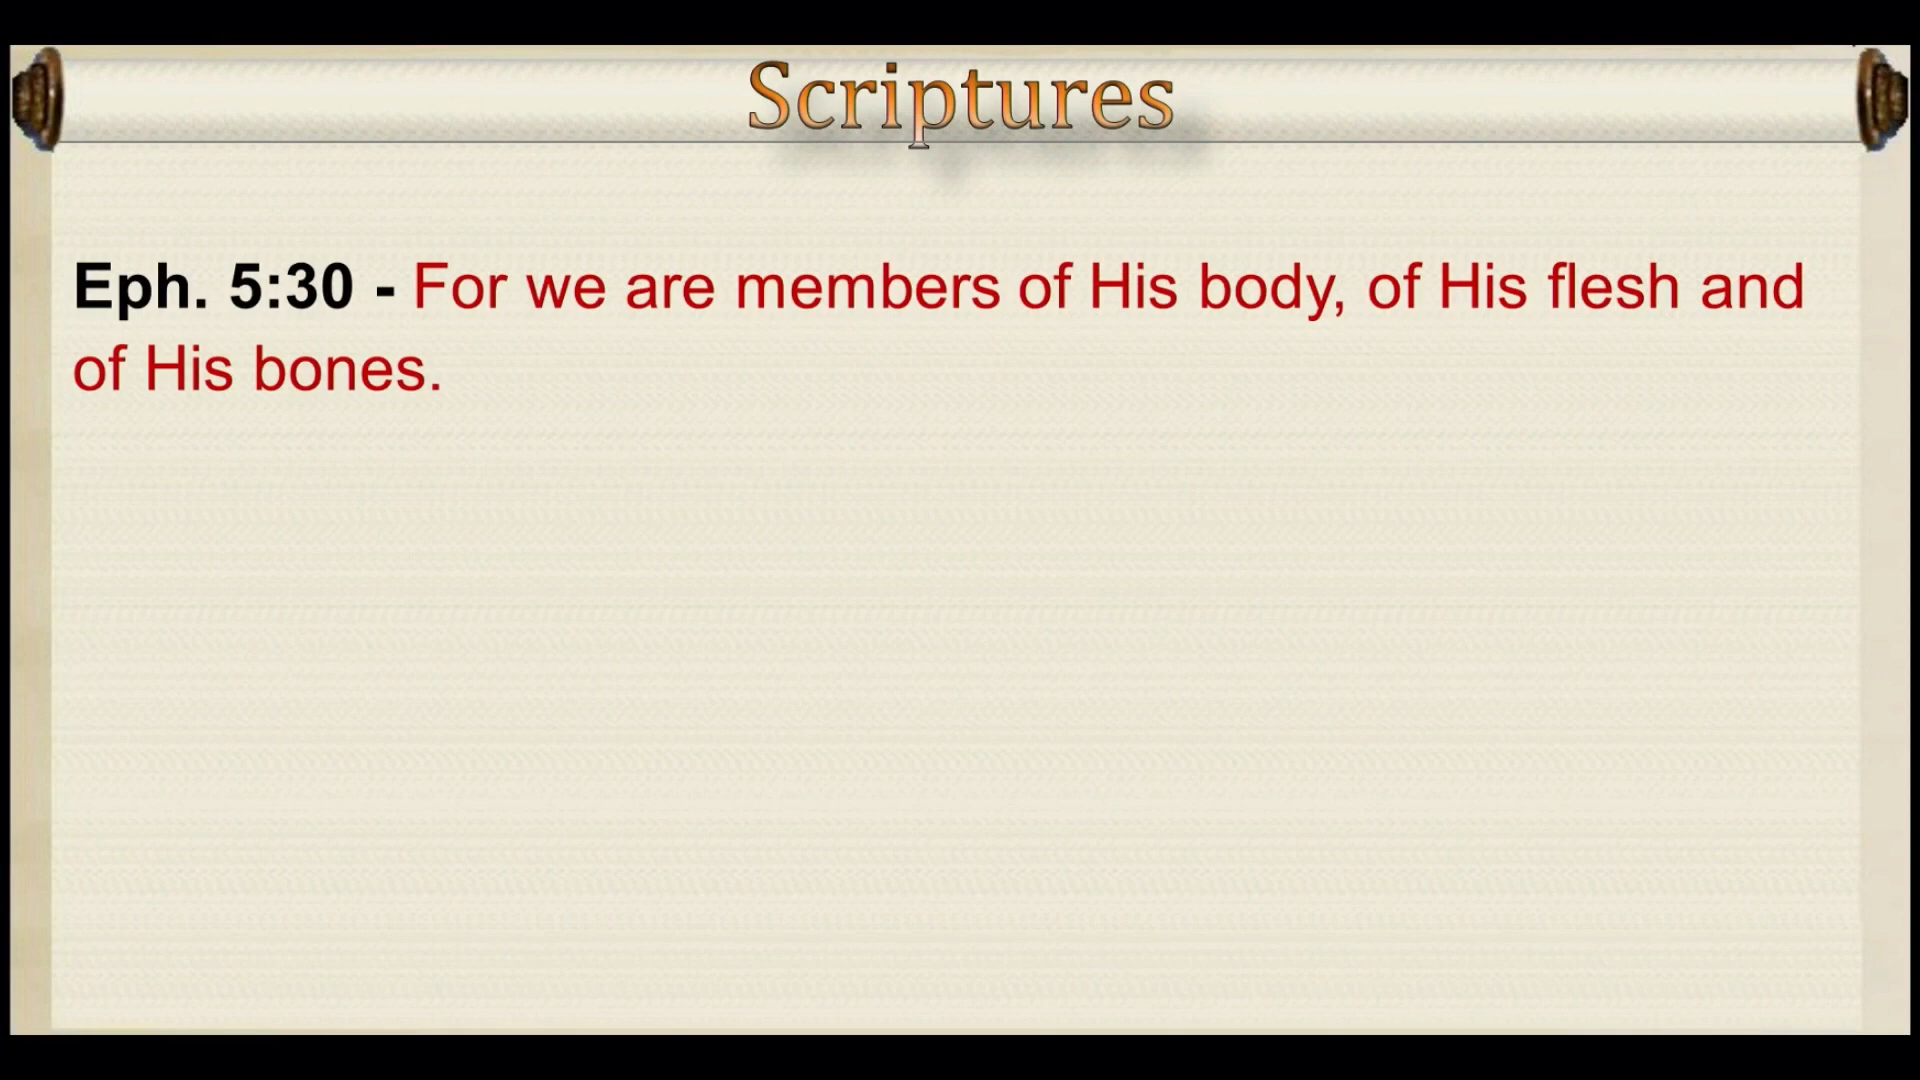 Scriptures
Eph. 5:30 - For we are members of His body, of His flesh and
of His bones.